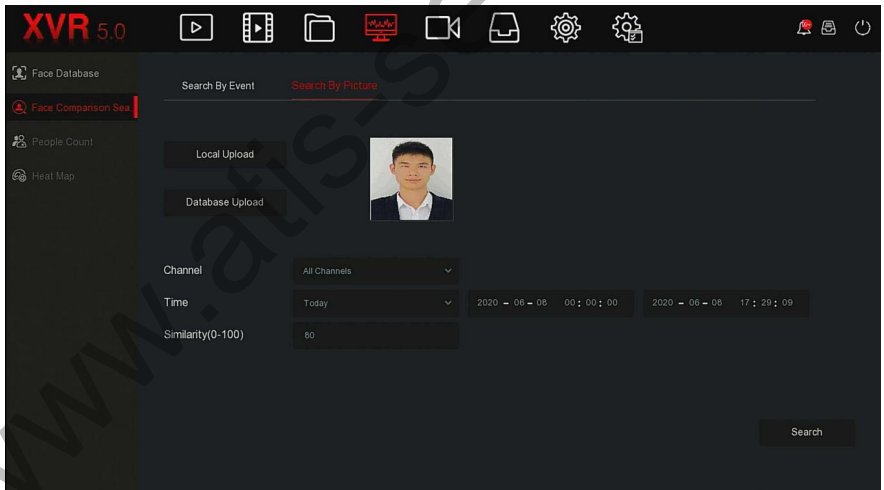 XVR 5.0
Face Database
Face Comparison Sea.
People Count
Heat Map
Search By Event
Search By Picture
Local Upload
Database Upload
Channel
All Channels
Time
Today
2020 - 06 - 08 00 : 00 : 00
2020 - 06 - 08 17 : 29 : 09
Similarity(0-100)
80
Search